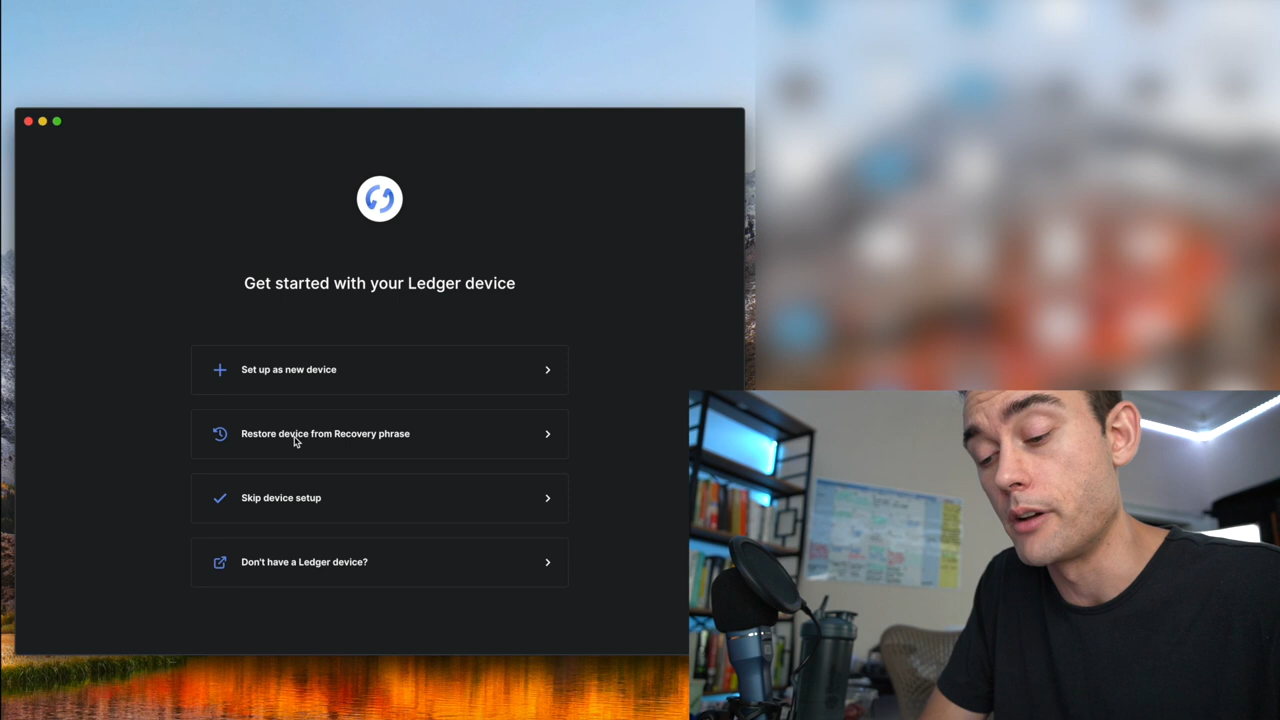 Get started with your Ledger device
Set up as new device
Restore device from Recovery phrase
Skip device setup
Don't have a Ledger device?